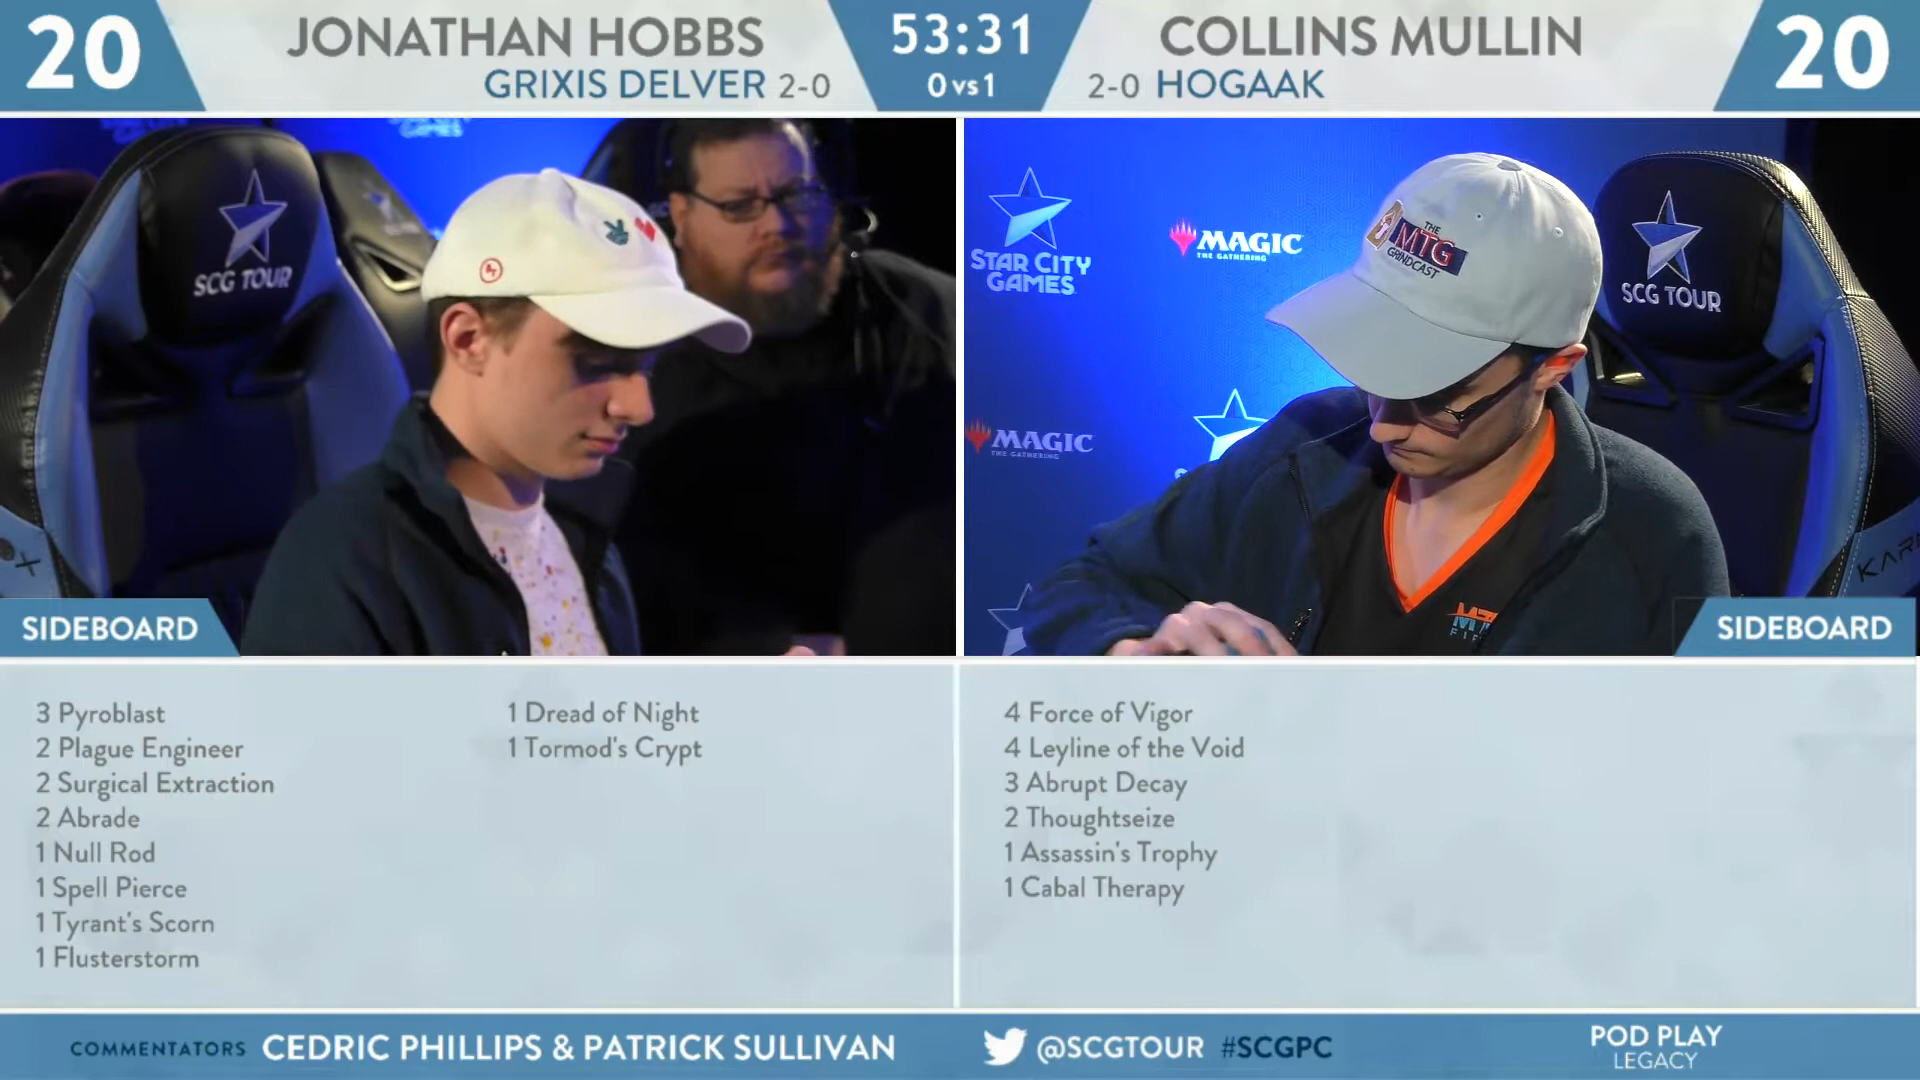 20
JONATHAN HOBBS
GRIXIS DELVER 2-0
53:31
0 vs 1
COLLINS MULLIN
2-0 HOGAAK
20
SCG TOUR
GAMES
STAR CITY
GAMES
MAGIC
THE GATHERING
MAGIC
THE GATHERING
THE
MTG
GRINDCAST
SCG TOUR
SIDEBOARD
SIDEBOARD
3 Pyroblast
2 Plague Engineer
2 Surgical Extraction
2 Abrade
1 Null Rod
1 Spell Pierce
1 Tyrant's Scorn
1 Flusterstorm
1 Dread of Night
1 Tormod's Crypt
4 Force of Vigor
4 Leyline of the Void
3 Abrupt Decay
2 Thoughtseize
1 Assassin's Trophy
1 Cabal Therapy
COMMENTATORS CEDRIC PHILLIPS & PATRICK SULLIVAN
@SCGTOUR #SCGPC
POD PLAY
LEGACY